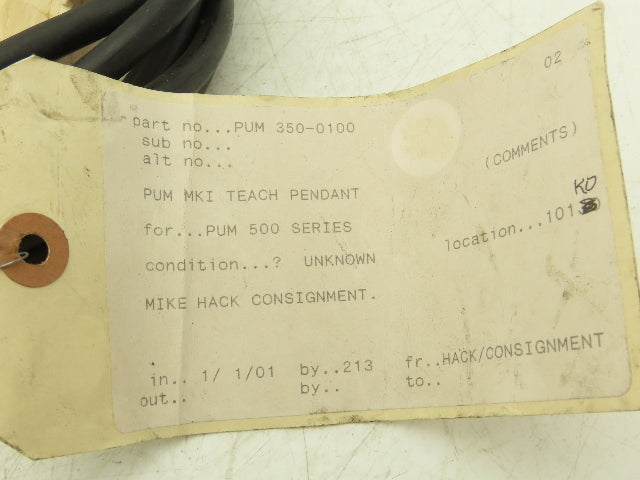 02
part no...PUM 350-0100
sub no...
alt no...
(COMMENTS)
PUM MKI TEACH PENDANT
KO
for...PUM 500 SERIES
location...101
condition...? UNKNOWN
MIKE HACK CONSIGNMENT.
in.. 1/ 1/01 by..213 fr..HACK/CONSIGNMENT
out.. by.. to..